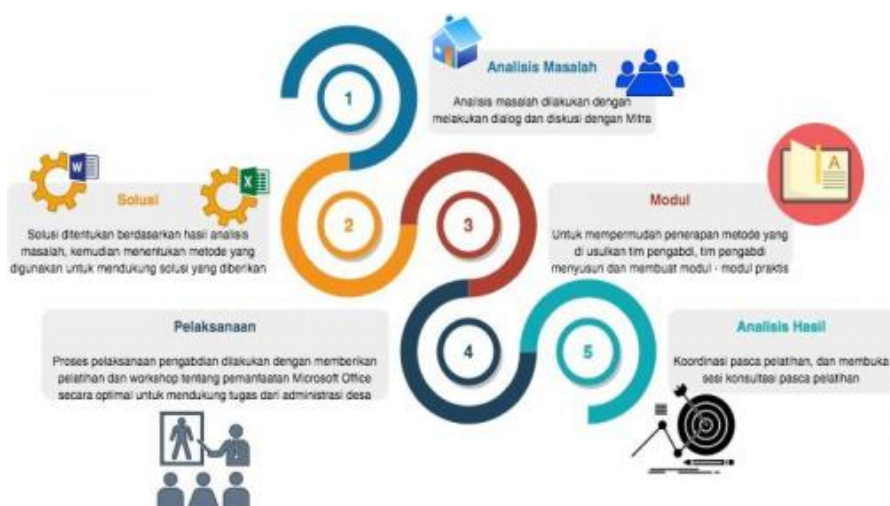 1
Analisis Masalah
Analisis masalah dilakukan dengan
melakukan dialog dan diskusi dengan Mitra
W
X
Solusi
2
Solusi ditentukan berdasarkan hasil analisis
masalah, kemudian menentukan metode yang
digunakan untuk mendukung solusi yang diberikan
3
A
Modul
Untuk mempermudah penerapan metode yang
di usulkan tim pengabdi, tim pengabdi
menyusun dan membuat modul - modul praktis
Pelaksanaan
Proses pelaksanaan pengabdian dilakukan dengan memberikan
pelatihan dan workshop tentang pemanfaatan Microsoft Office
secara optimal untuk mendukung tugas dari administrasi desa
4
5
Analisis Hasil
Koordinasi pasca pelatihan, dan membuka
sesi konsultasi pasca pelatihan